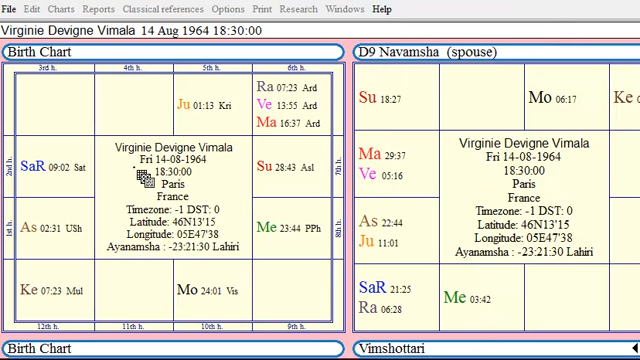 File Edit Charts Reports Classical references Options Print Research Windows Help
Virginie Devigne Vimala 14 Aug 1964 18:30:00
Birth Chart
3rd h. 4th h. 5th h. 6th h.
Ju 01:13 Kri
Ra 07:23 Ard
Ve 13:55 Ard
Ma 16:37 Ard
2nd h.
SaR 09:02 Sat
Su 28:43 Asl
7th h.
1st h.
As 02:31 USh
Me 23:44 PPh
8th h.
Virginie Devigne Vimala
Fri 14-08-1964
18:30:00
Paris
France
Timezone: -1 DST: 0
Latitude: 46N13'15
Longitude: 05E47'38
Ayanamsha : -23:21:30 Lahiri
Ke 07:23 Mul
Mo 24:01 Vis
12th h. 11th h. 10th h. 9th h.
Birth Chart
D9 Navamsha (spouse)
Su 18:27
Mo 06:17
Ke
Ma 29:37
Ve 05:16
As 22:44
Ju 11:01
Virginie Devigne Vimala
Fri 14-08-1964
18:30:00
Paris
France
Timezone: -1 DST: 0
Latitude: 46N13'15
Longitude: 05E47'38
Ayanamsha : -23:21:30 Lahiri
SaR 21:25
Ra 06:28
Me 03:42
Vimshottari